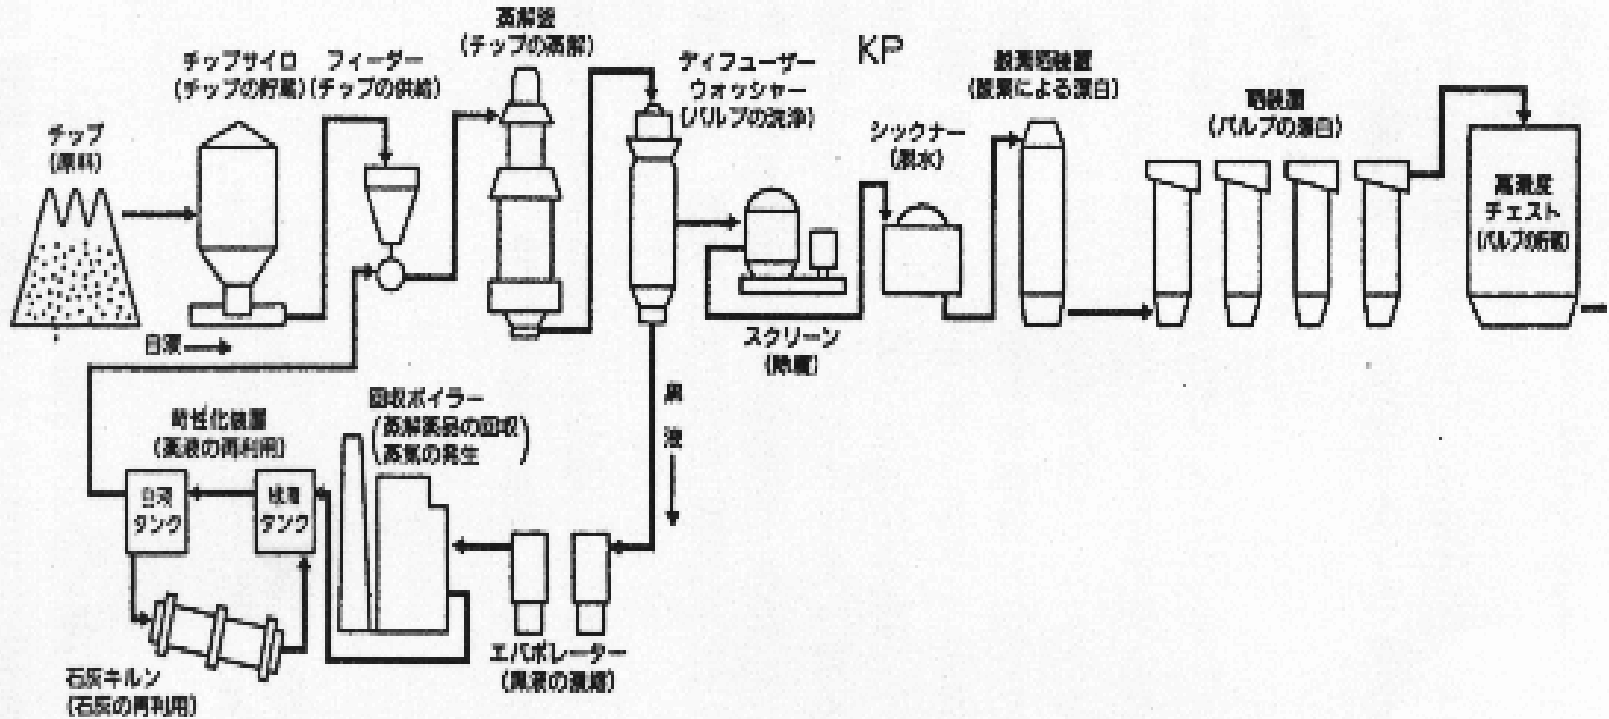 蒸解釜
(チップの蒸解)
KP
チップサイロ
(チップの貯蔵)
フィーダー
(チップの供給)
ディフューザー
ウォッシャー
(パルプの洗浄)
酸素晒装置
(酸素による漂白)
晒装置
(パルプの漂白)
チップ
(原料)
シックナー
(脱水)
高濃度
チェスト
(パルプの貯蔵)
白液
スクリーン
(除塵)
黒液
回収ボイラー
(蒸解薬品の回収
蒸気の発生)
苛性化装置
(薬液の再利用)
白液
タンク
緑液
タンク
エバポレーター
(黒液の濃縮)
石灰キルン
(石灰の再利用)